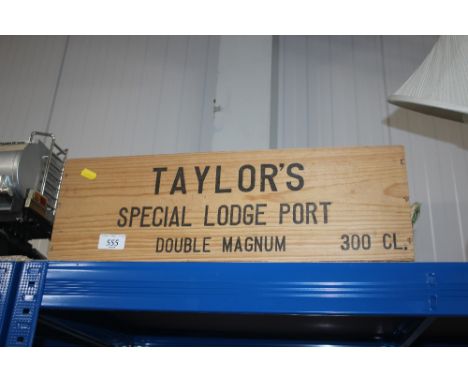 TAYLOR'S
SPECIAL LODGE PORT
DOUBLE MAGNUM 300 CL.
555